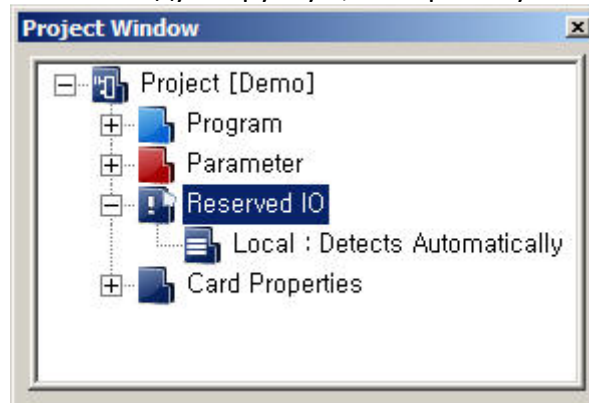 Project Window
Project [Demo]
Program
Parameter
Reserved IO
Local : Detects Automatically
Card Properties